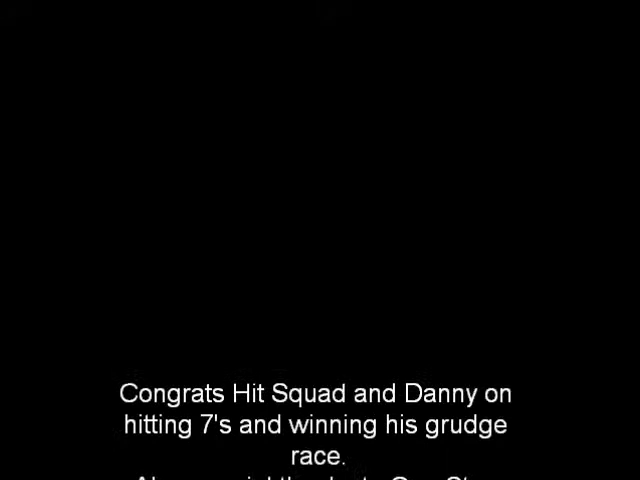 Congrats Hit Squad and Danny on
hitting 7's and winning his grudge
race.